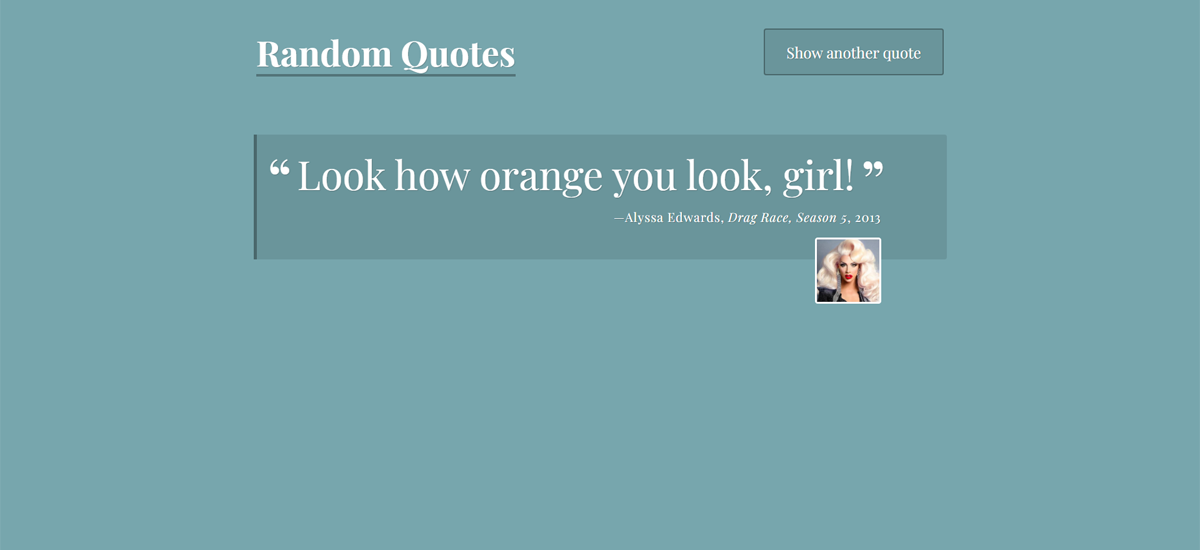 Random Quotes
Show another quote
“ Look how orange you look, girl! ”
—Alyssa Edwards, Drag Race, Season 5, 2013